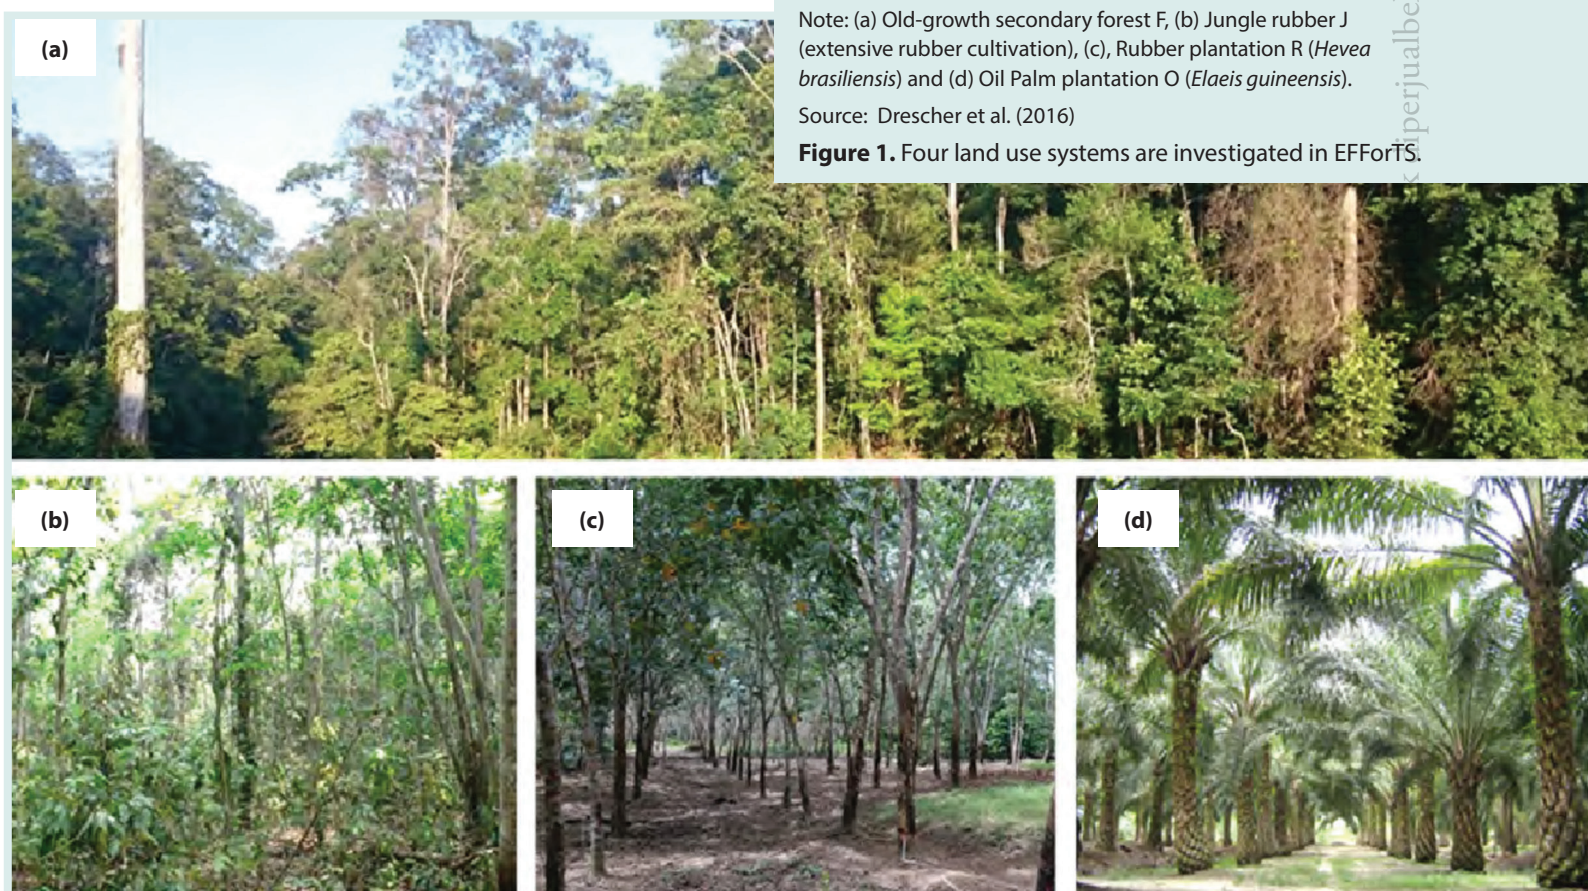 (a)
Note: (a) Old-growth secondary forest F, (b) Jungle rubber J
(extensive rubber cultivation), (c), Rubber plantation R (Hevea
brasiliensis) and (d) Oil Palm plantation O (Elaeis guineensis).
Source: Drescher et al. (2016)
Figure 1. Four land use systems are investigated in EFForTS.
(b)
(c)
(d)